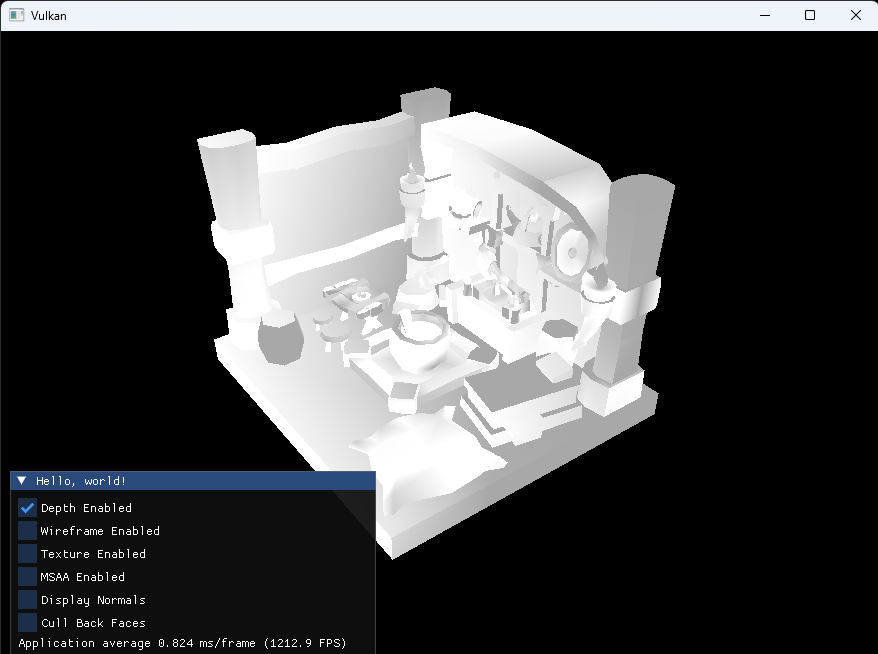 Vulkan
Hello, world!
Depth Enabled
Wireframe Enabled
Texture Enabled
MSAA Enabled
Display Normals
Cull Back Faces
Application average 0.824 ms/frame (1212.9 FPS)